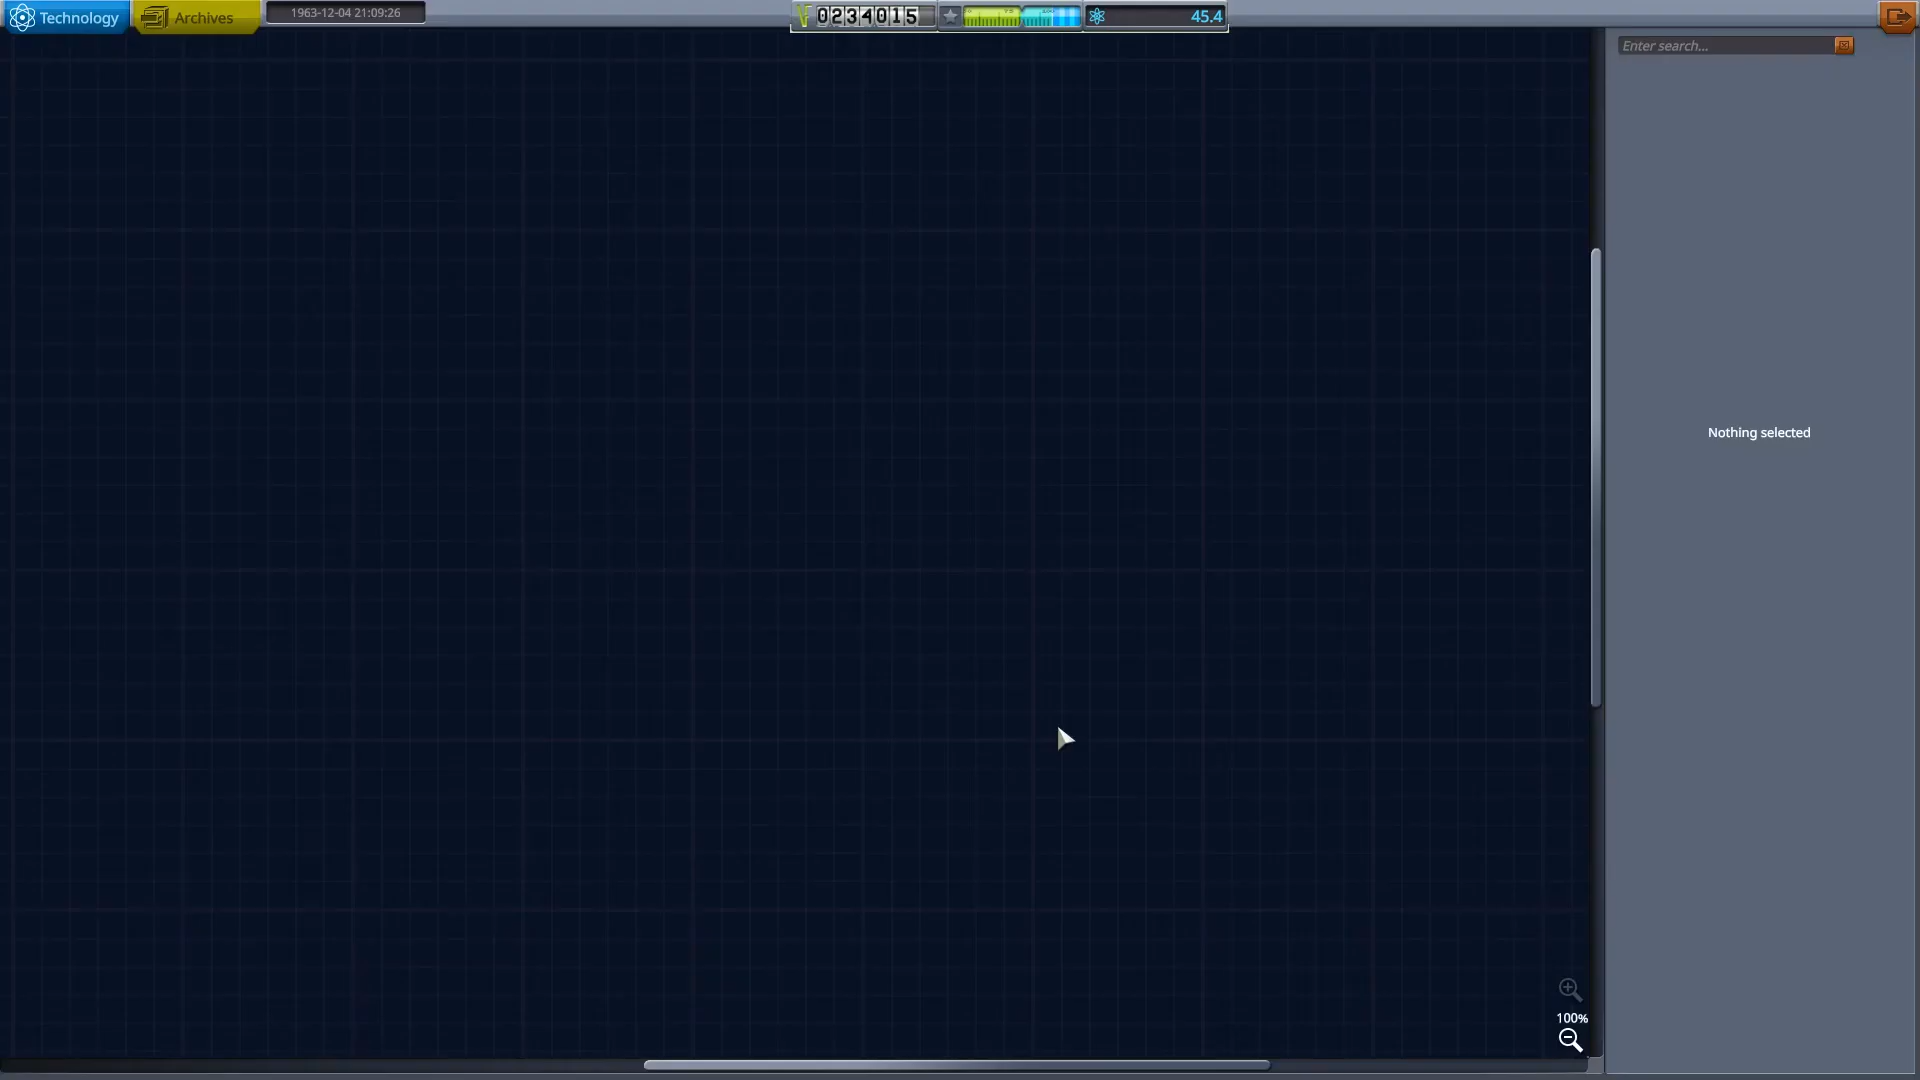 Technology
Archives
1963-12-04 21:09:26
0234015
45.4
Enter search...
Nothing selected
100%